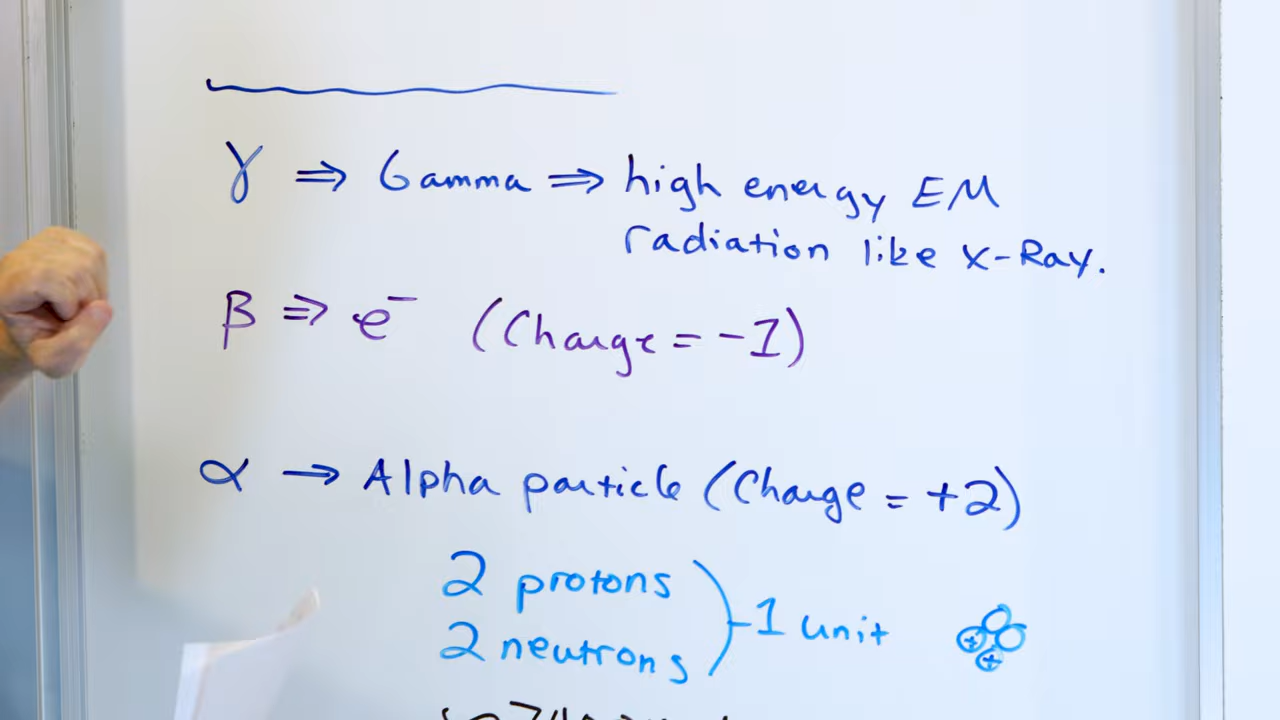 γ ⇒ Gamma ⇒ high energy EM
radiation like x-Ray.
β ⇒ e⁻ (Charge = -1)
α → Alpha particle (Charge = +2)
2 protons
2 neutrons
1 unit
+
+